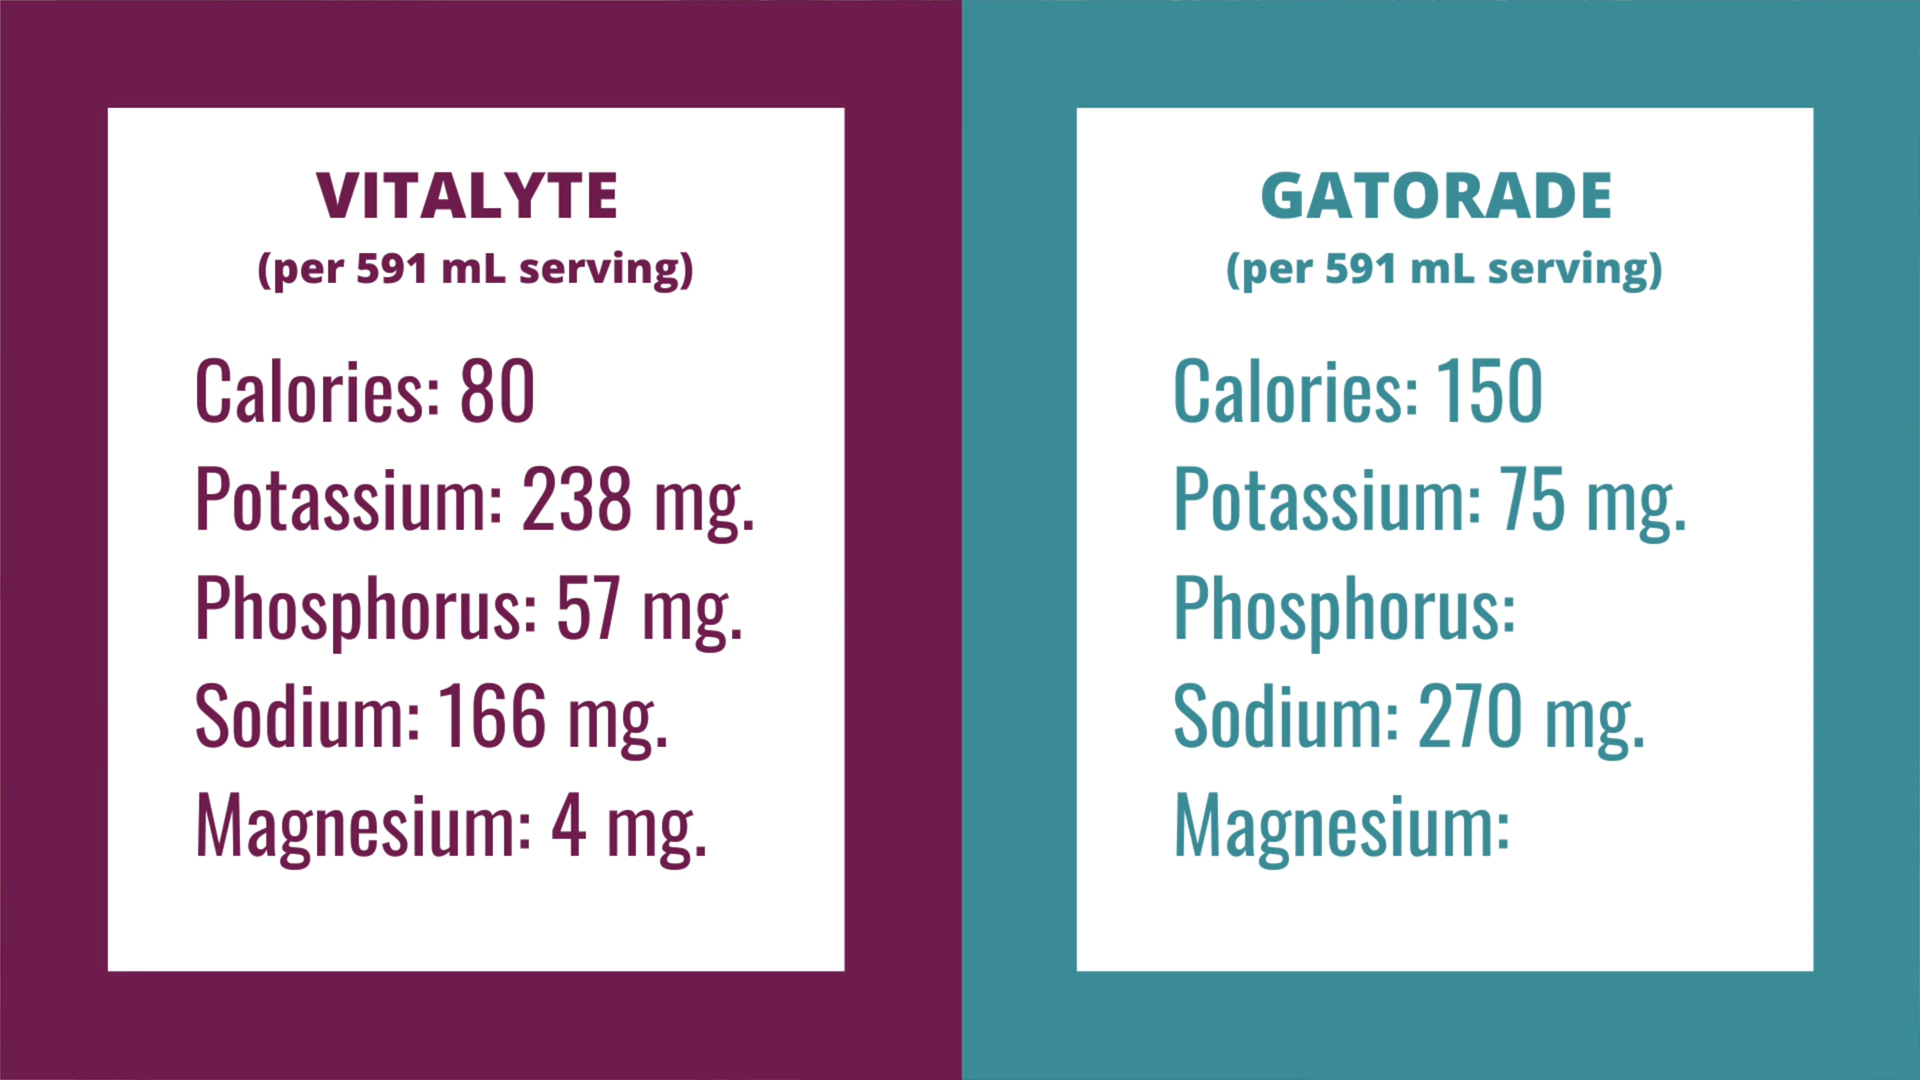 VITALYTE
(per 591 mL serving)
Calories: 80
Potassium: 238 mg.
Phosphorus: 57 mg.
Sodium: 166 mg.
Magnesium: 4 mg.
GATORADE
(per 591 mL serving)
Calories: 150
Potassium: 75 mg.
Phosphorus:
Sodium: 270 mg.
Magnesium: